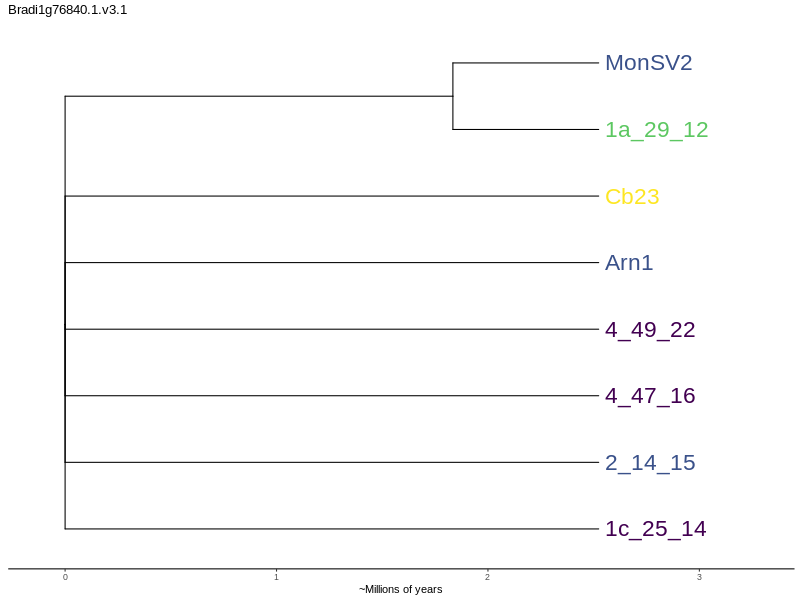 Bradi1g76840.1.v3.1
MonSV2
1a_29_12
Cb23
Arn1
4_49_22
4_47_16
2_14_15
1c_25_14
0 1 2 3
~Millions of years